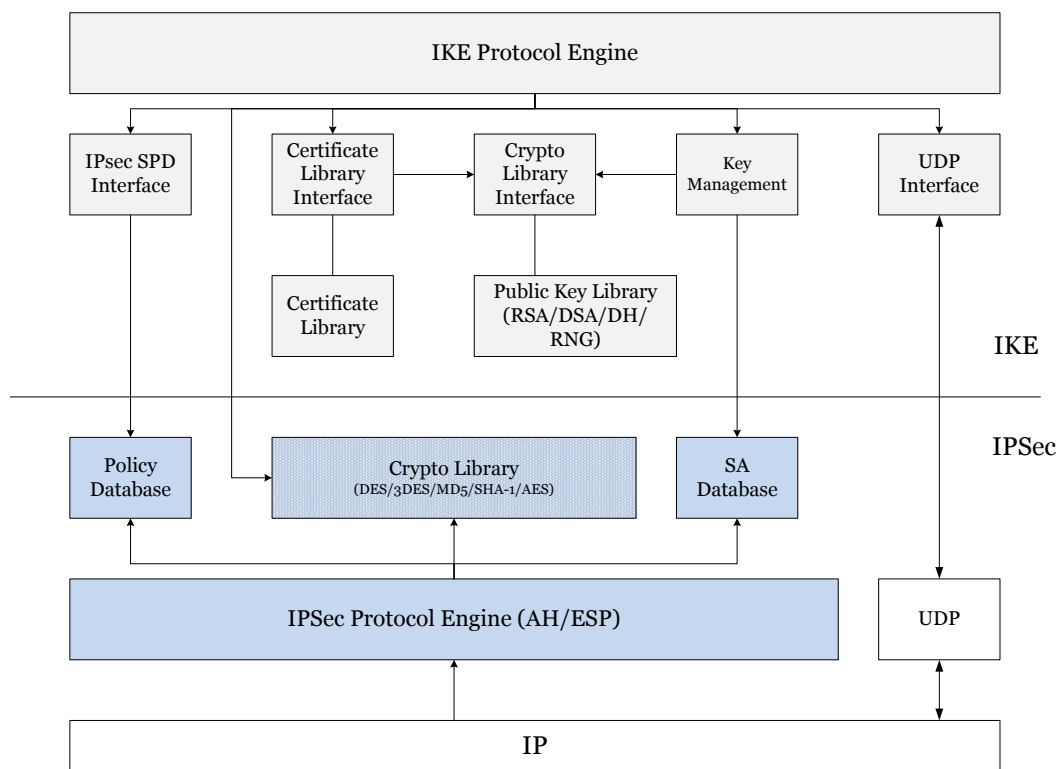 IKE Protocol Engine
IPsec SPD
Interface
Certificate
Library
Interface
Crypto
Library
Interface
Key
Management
UDP
Interface
Certificate
Library
Public Key Library
(RSA/DSA/DH/
RNG)
IKE
IPSec
Policy
Database
Crypto Library
(DES/3DES/MD5/SHA-1/AES)
SA
Database
IPSec Protocol Engine (AH/ESP)
UDP
IP